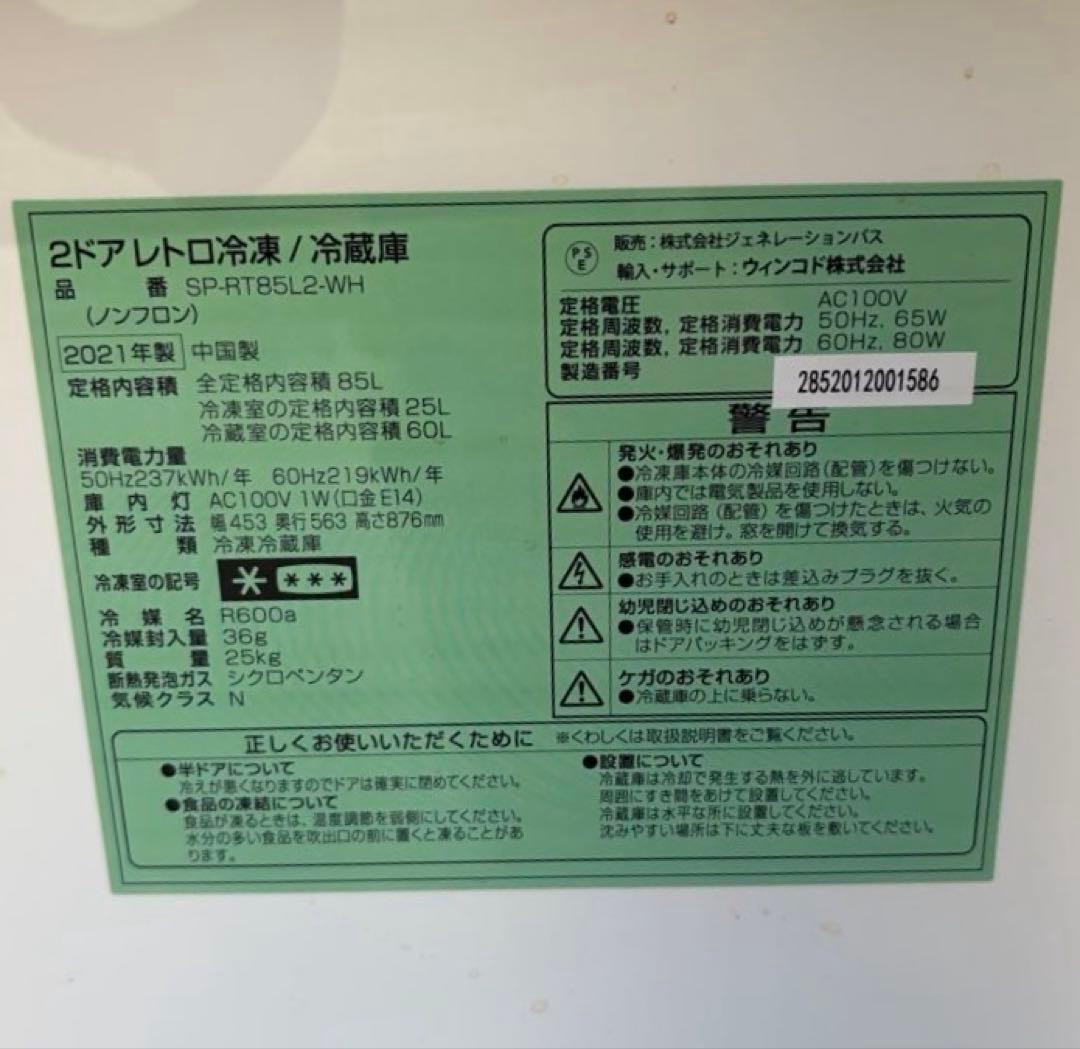 2ドアレトロ冷凍/冷蔵庫
品 番 SP-RT85L2-WH
(ノンフロン)
2021年製 中国製
定格内容積 全定格内容積 85L
冷凍室の定格内容積 25L
冷蔵室の定格内容積 60L
消費電力量
50Hz237kWh/年 60Hz219kWh/年
庫内灯 AC100V 1W(口金E14)
外形寸法 幅453 奥行563 高さ876mm
種類 冷凍冷蔵庫
冷凍室の記号
冷媒名 R600a
冷媒封入量 36g
質量 25kg
断熱発泡ガス シクロペンタン
気候クラス N
PSE
販売：株式会社ジェネレーションパス
輸入・サポート：ウィンコド株式会社
定格電圧 AC100V
定格周波数, 定格消費電力 50Hz, 65W
定格周波数, 定格消費電力 60Hz, 80W
製造番号 2852012001586
警告
発火・爆発のおそれあり
●冷凍庫本体の冷媒回路(配管)を傷つけない。
●庫内では電気製品を使用しない。
●冷媒回路（配管）を傷つけたときは、火気の
使用を避け。窓を開けて換気する。
感電のおそれあり
●お手入れのときは差込みプラグを抜く。
幼児閉じ込めのおそれあり
●保管時に幼児閉じ込めが懸念される場合
はドアパッキングをはずす。
ケガのおそれあり
●冷蔵庫の上に乗らない。
正しくお使いいただくために ※くわしくは取扱説明書をご覧ください。
●半ドアについて
冷えが悪くなりますのでドアは確実に閉めてください。
●食品の凍結について
食品が凍るときは、温度調節を弱側にしてください。
水分の多い食品を吹出口の前に置くと凍ることがあ
ります。
●設置について
冷蔵庫は冷却で発生する熱を外に逃しています。
周囲にすき間をあけて設置してください。
冷蔵庫は水平な所に設置してください。
沈みやすい場所は下に丈夫な板を敷いてください。